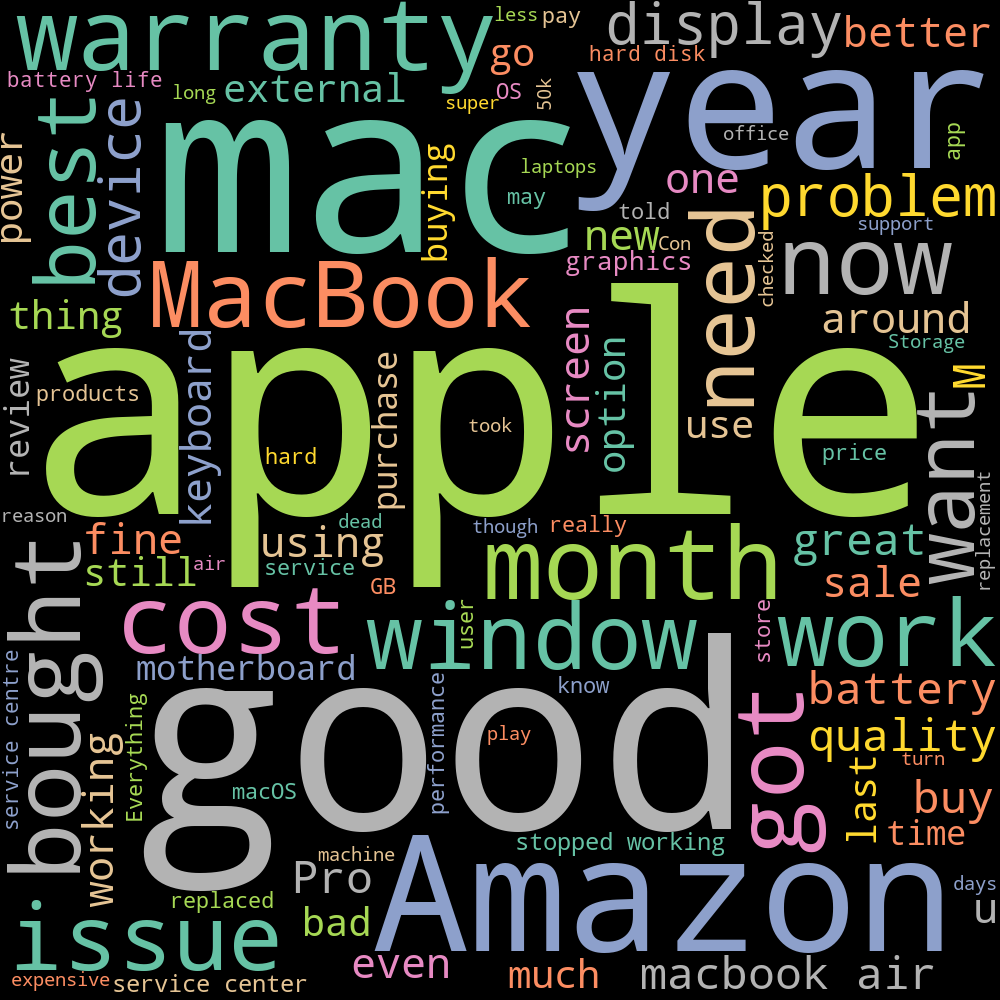 less
pay
warranty
display
better
go
hard disk
battery life
long
external
OS
50k
super
year
office
app
best
device
mac
power
buying
laptops
may
one
told
problem
support
new
Con
need
now
graphics
checked
MacBook
thing
around
Storage
review
products
keyboard
apple
purchase
screen
option
M
want
use
took
hard
price
replacement
reason
dead
though
really
fine
using
still
air
service
GB
month
great
sale
bought
cost
window
user
store
work
service centre
motherboard
know
good
performance
got
battery
play
quality
Everything
working
macOS
turn
last
buy
time
stopped working
machine
Amazon
Pro
days
u
replaced
bad
issue
even
much
macbook air
expensive
service center